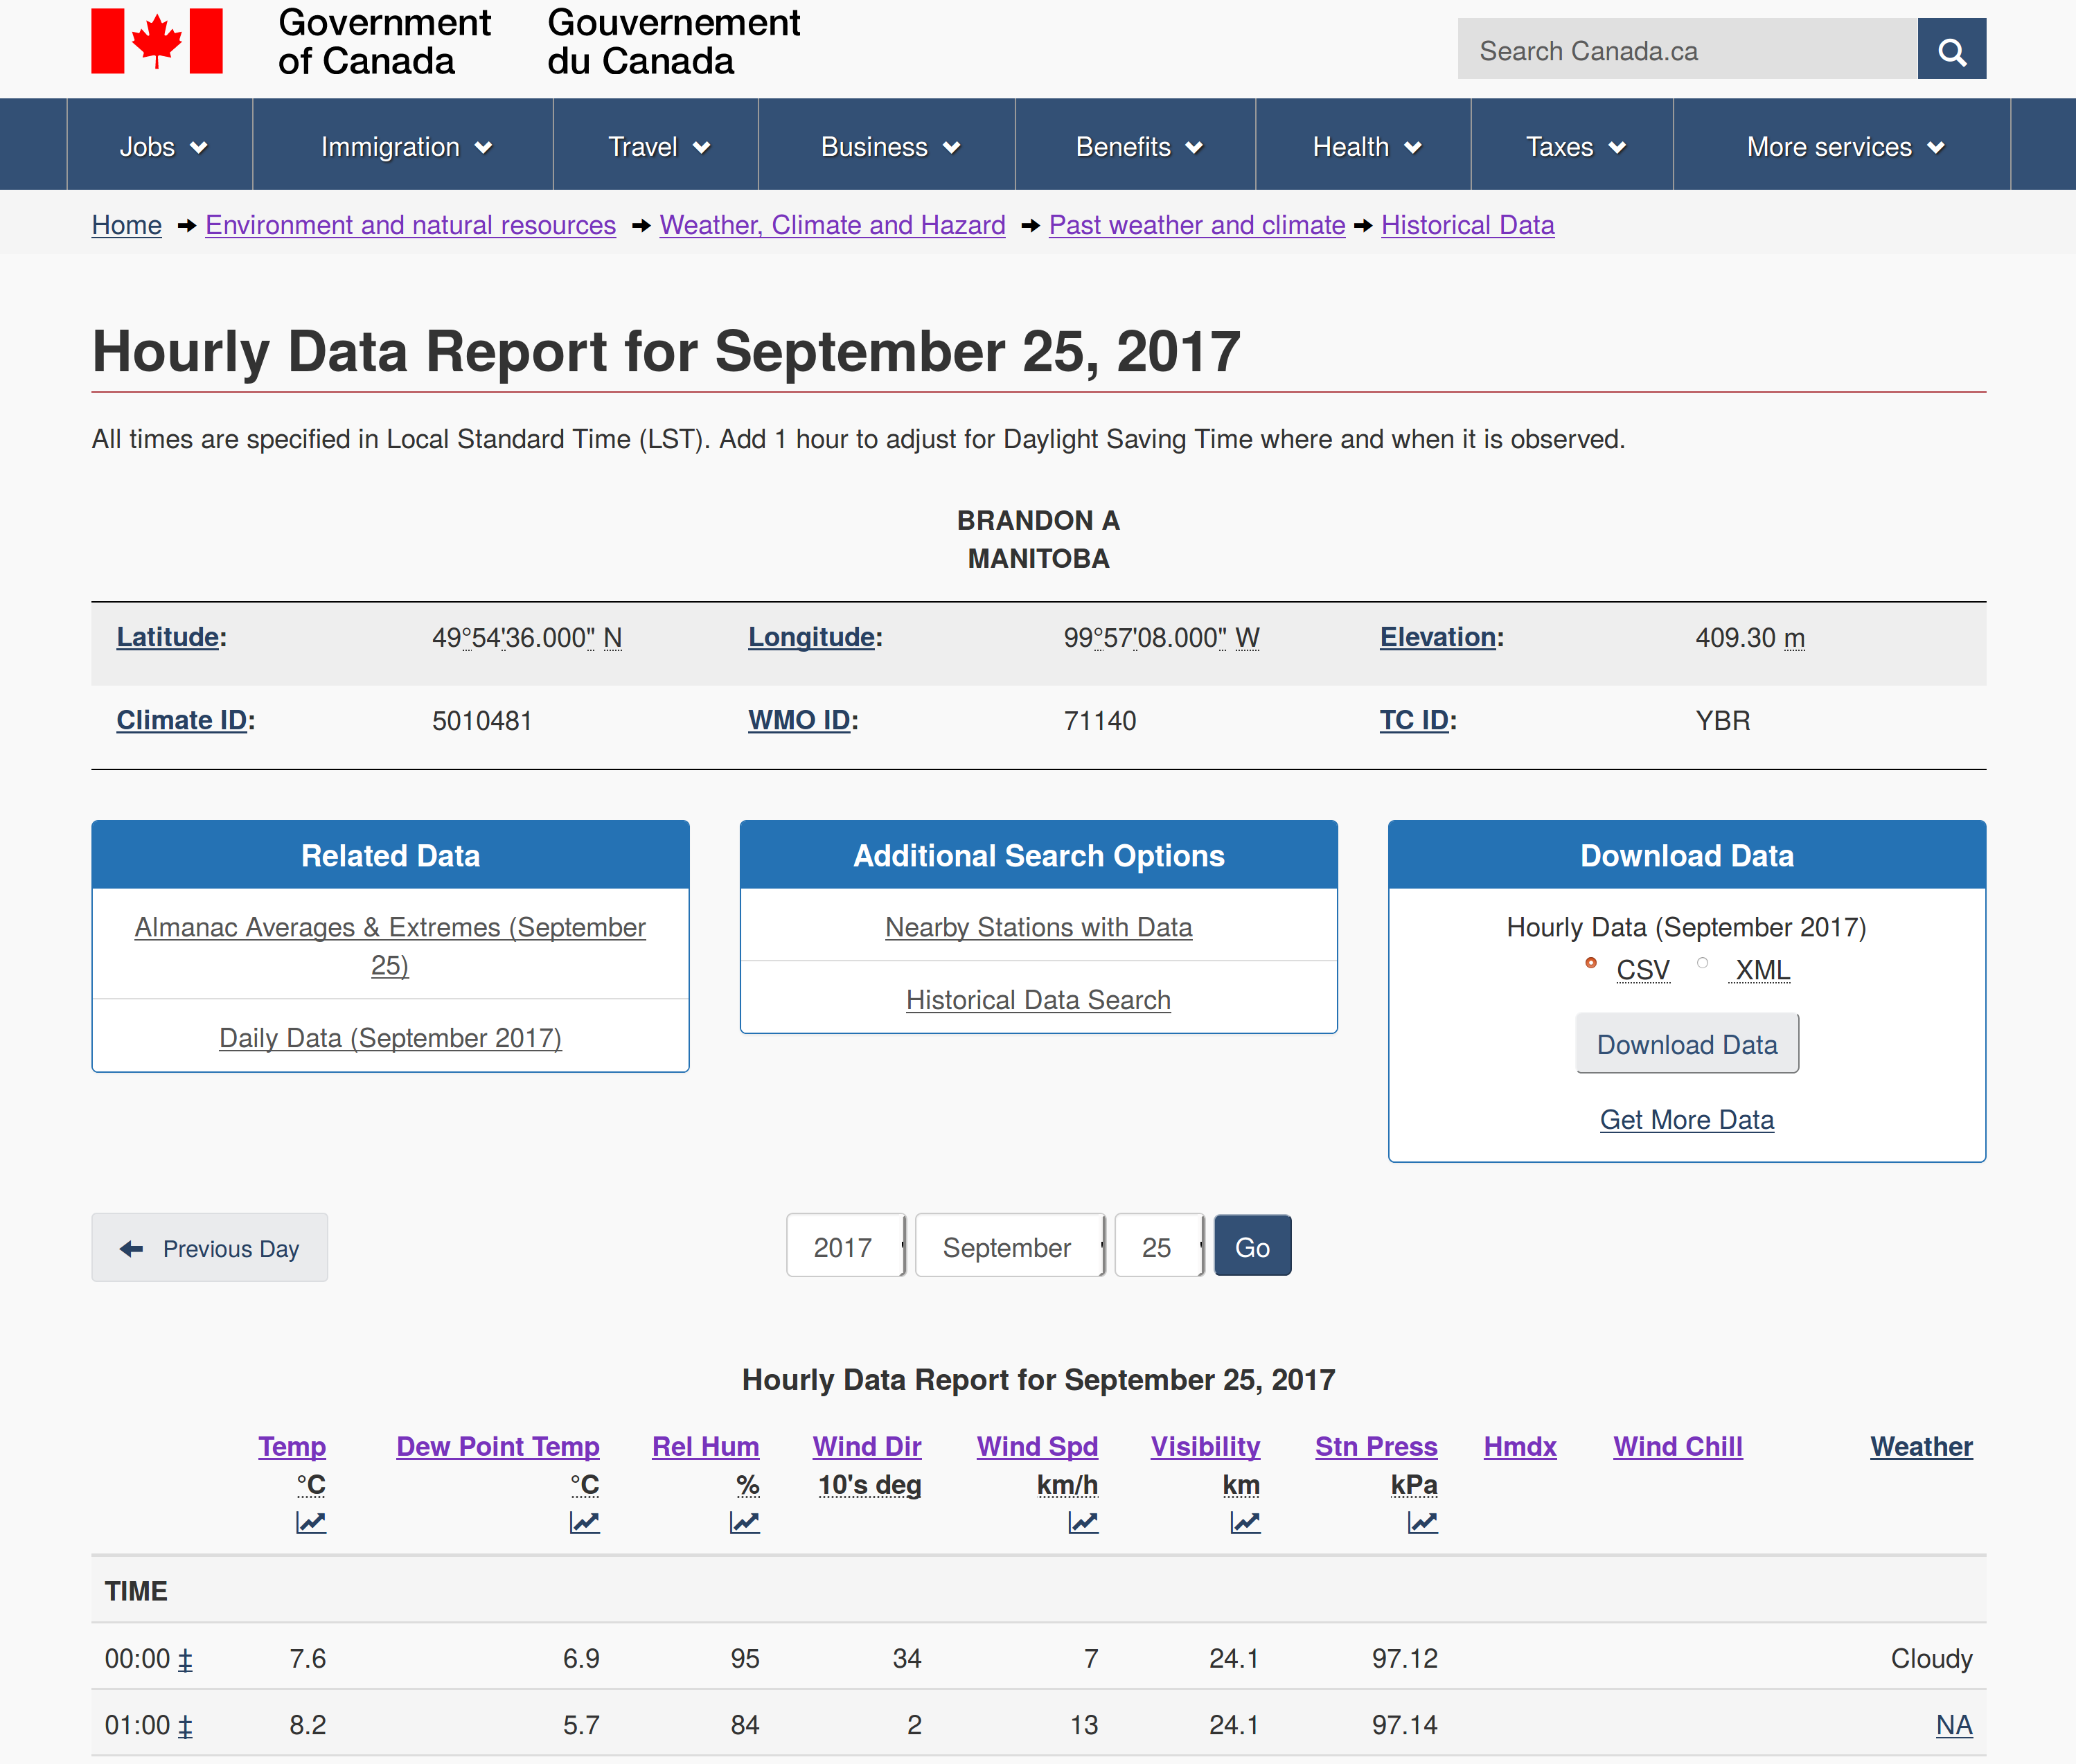 Government of Canada
Gouvernement du Canada
Search Canada.ca
Jobs Immigration Travel Business Benefits Health Taxes More services
Home Environment and natural resources Weather, Climate and Hazard Past weather and climate Historical Data
Hourly Data Report for September 25, 2017
All times are specified in Local Standard Time (LST). Add 1 hour to adjust for Daylight Saving Time where and when it is observed.
BRANDON A
MANITOBA
Latitude: 49°54'36.000" N Longitude: 99°57'08.000" W Elevation: 409.30 m
Climate ID: 5010481 WMO ID: 71140 TC ID: YBR
Related Data
Almanac Averages & Extremes (September
25)
Daily Data (September 2017)
Additional Search Options
Nearby Stations with Data
Historical Data Search
Download Data
Hourly Data (September 2017)
CSV XML
Download Data
Get More Data
Previous Day 2017 September 25 Go
Hourly Data Report for September 25, 2017
Temp Dew Point Temp Rel Hum Wind Dir Wind Spd Visibility Stn Press Hmdx Wind Chill Weather
°C °C % 10's deg km/h km kPa
TIME
00:00 ‡ 7.6 6.9 95 34 7 24.1 97.12 Cloudy
01:00 ‡ 8.2 5.7 84 2 13 24.1 97.14 NA